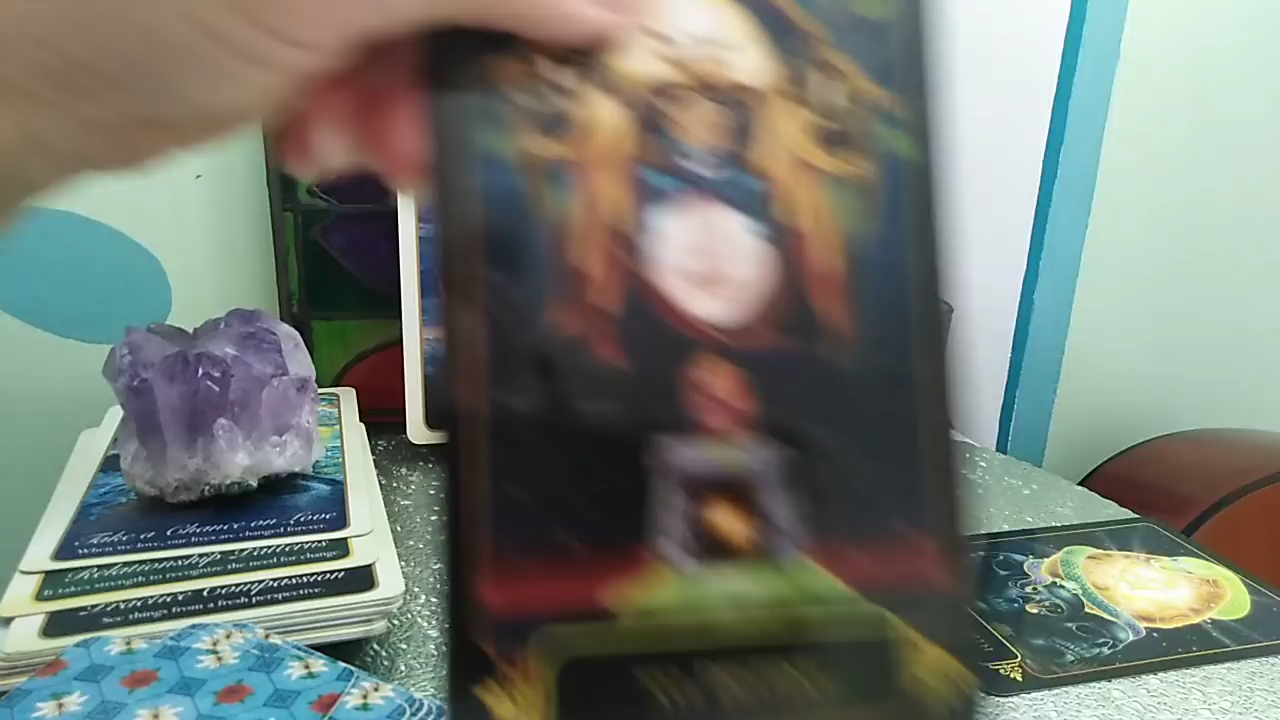 Take a Chance on Love
When we love, our lives are changed forever.
Relationship Patterns
It takes strength to recognize the need for change.
Practice Compassion
See things from a fresh perspective.